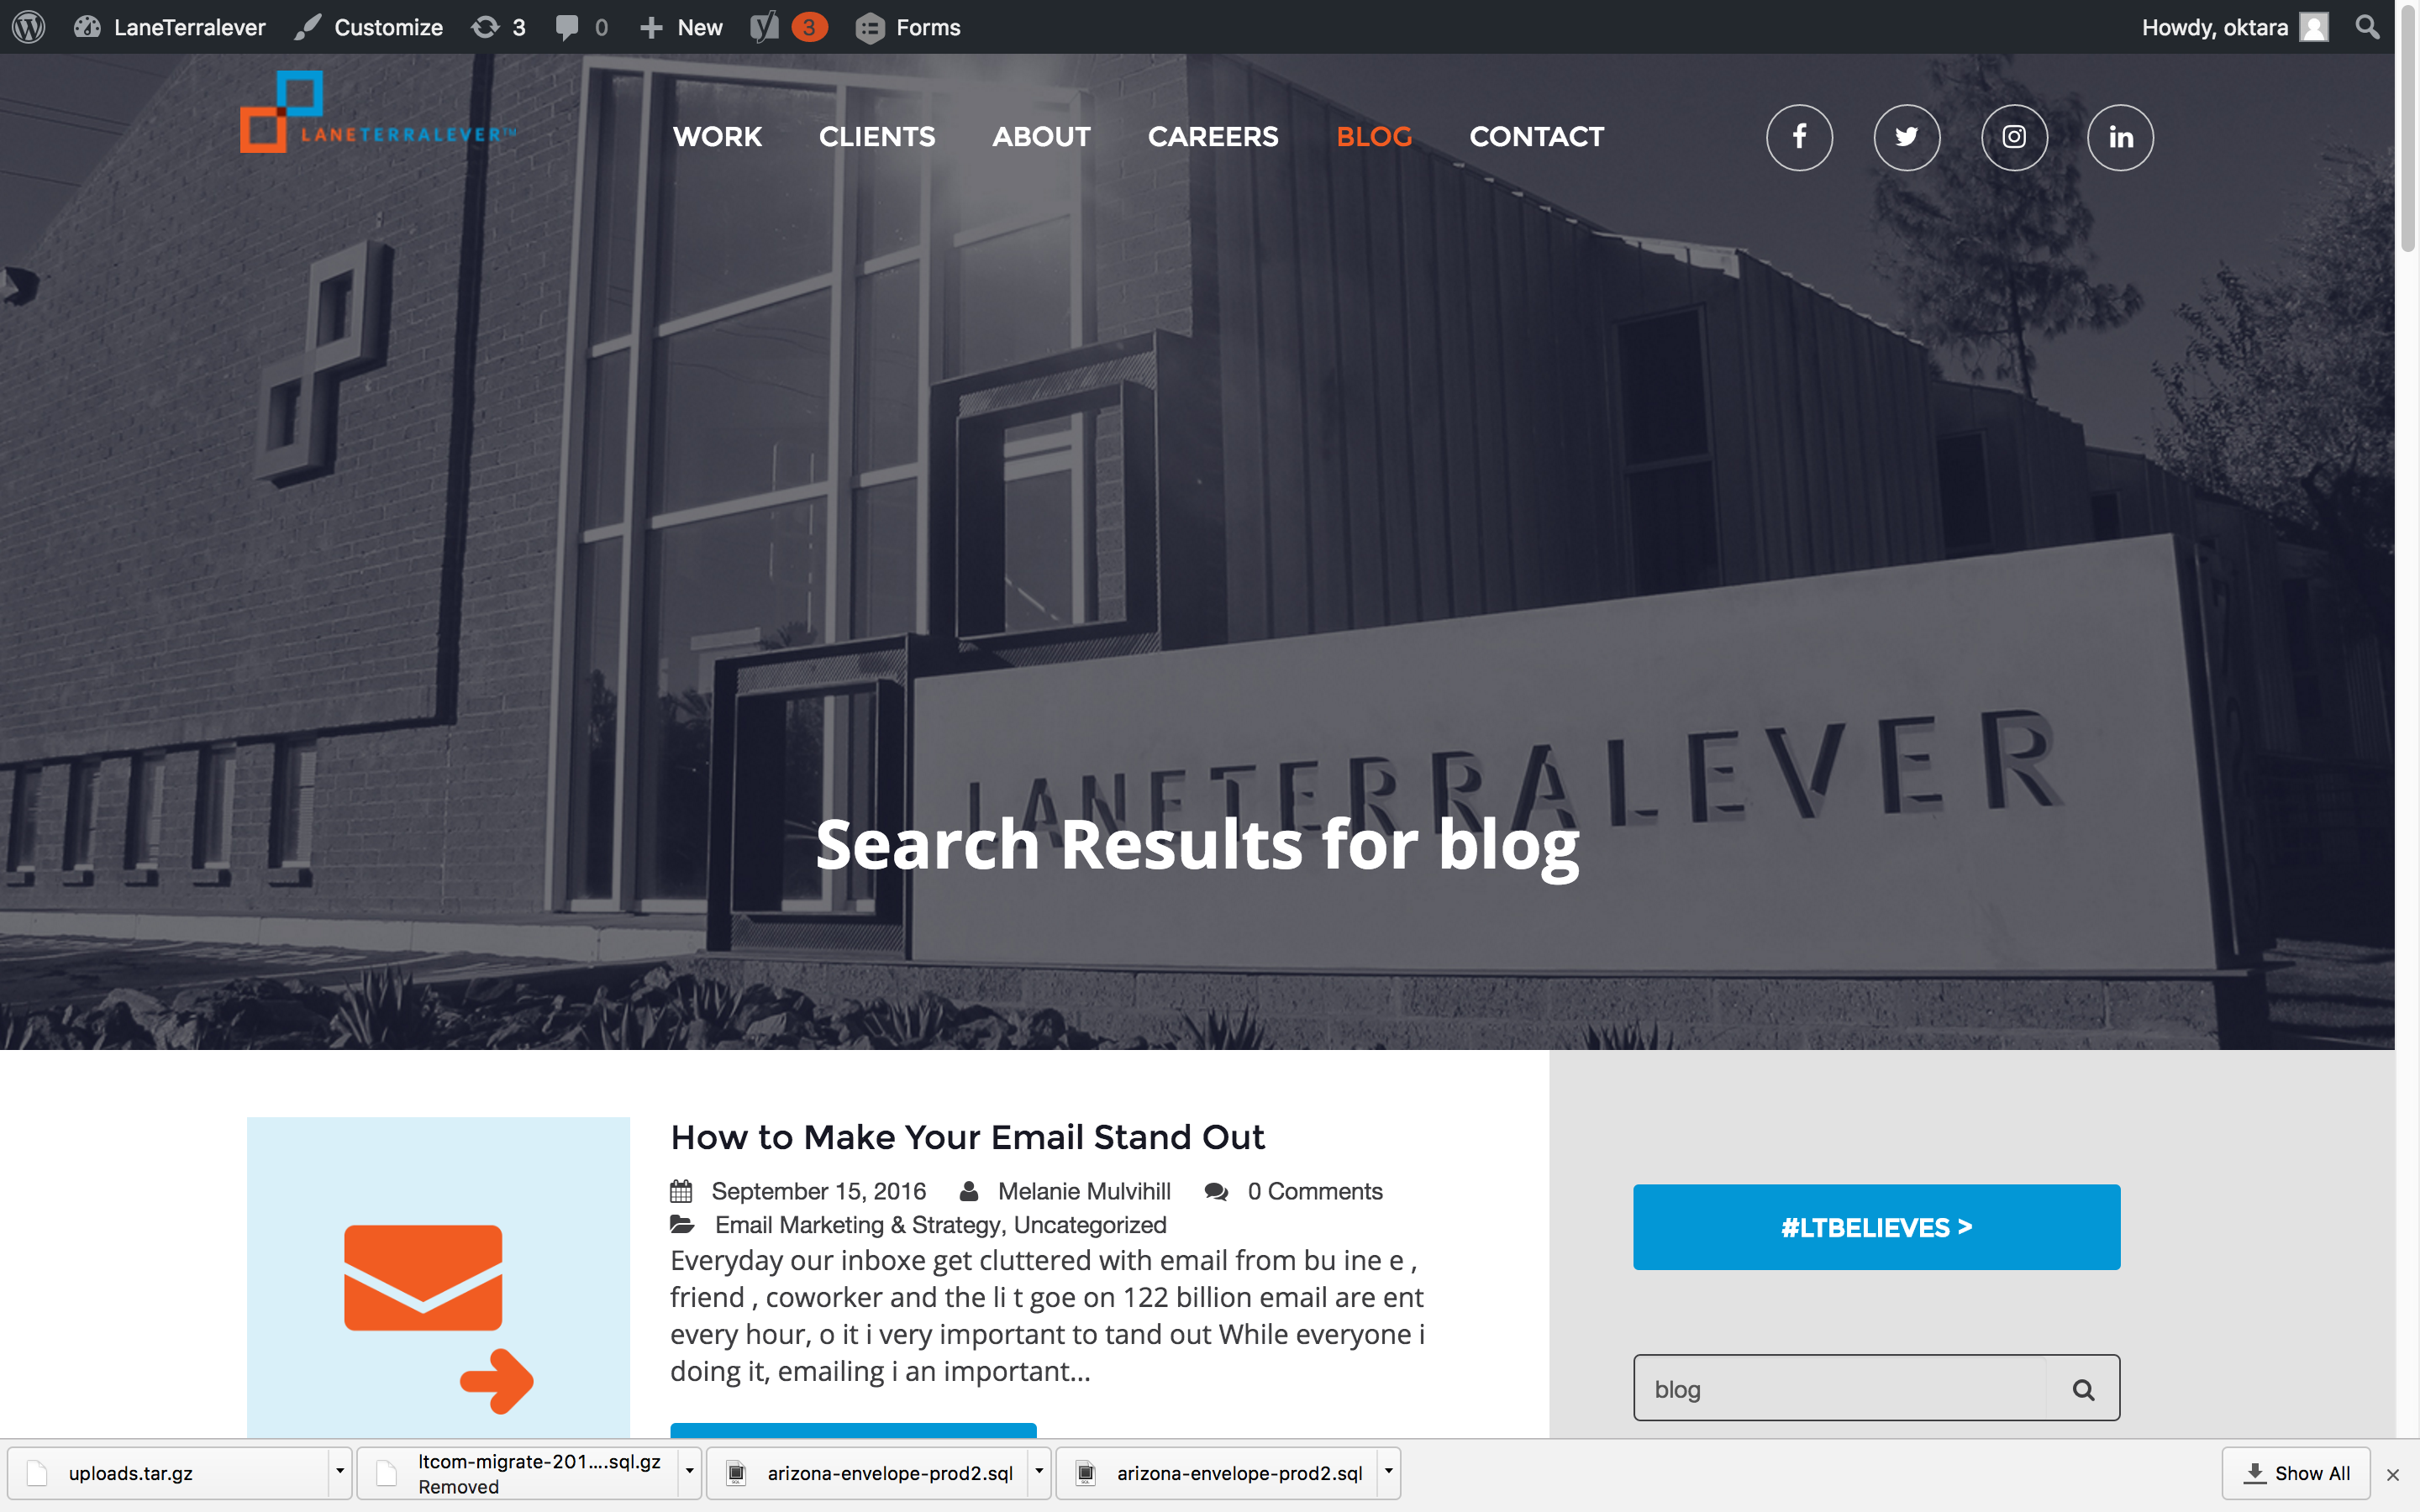 LaneTerralever Customize 3 0 New 3 Forms Howdy, oktara
LANETERRALEVER™
WORK CLIENTS ABOUT CAREERS BLOG CONTACT
LANETERRALEVER
Search Results for blog
How to Make Your Email Stand Out
September 15, 2016 Melanie Mulvihill 0 Comments
Email Marketing & Strategy, Uncategorized
Everyday our inboxe get cluttered with email from bu ine e ,
friend , coworker and the li t goe on 122 billion email are ent
every hour, o it i very important to tand out While everyone i
doing it, emailing i an important...
#LTBELIEVES >
blog
uploads.tar.gz
ltcom-migrate-201....sql.gz
Removed
arizona-envelope-prod2.sql
arizona-envelope-prod2.sql
Show All